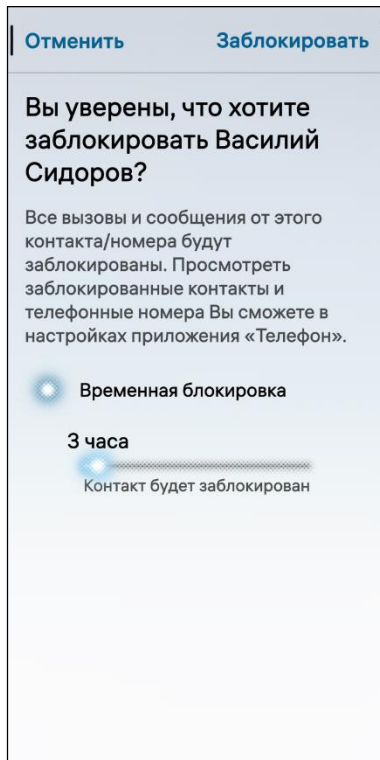 Отменить Заблокировать
Вы уверены, что хотите
заблокировать Василий
Сидоров?
Все вызовы и сообщения от этого
контакта/номера будут
заблокированы. Просмотреть
заблокированные контакты и
телефонные номера Вы сможете в
настройках приложения «Телефон».
Временная блокировка
3 часа
Контакт будет заблокирован